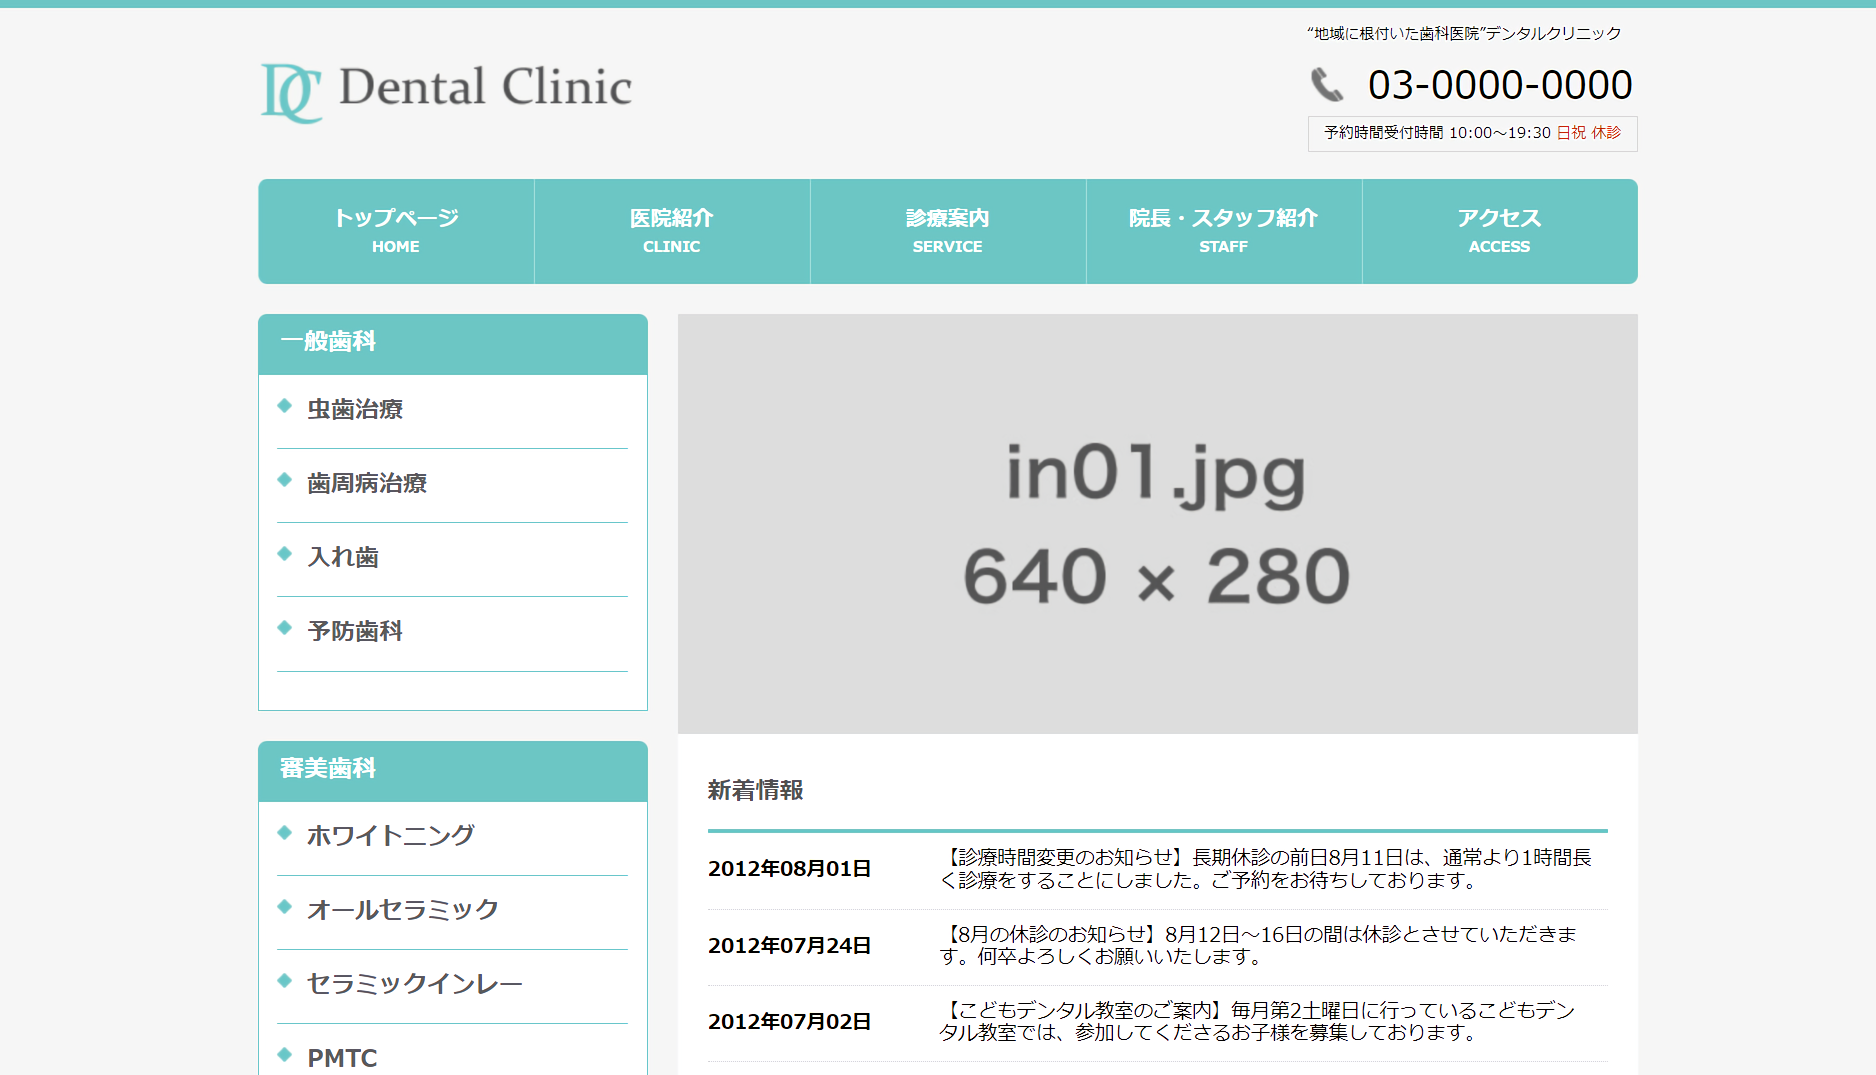 “地域に根付いた歯科医院”デンタルクリニック
DC Dental Clinic
03-0000-0000
予約時間受付時間 10:00～19:30 日祝 休診
トップページ
HOME
医院紹介
CLINIC
診療案内
SERVICE
院長・スタッフ紹介
STAFF
アクセス
ACCESS
一般歯科
虫歯治療
歯周病治療
入れ歯
予防歯科
審美歯科
ホワイトニング
オールセラミック
セラミックインレー
PMTC
in01.jpg
640 × 280
新着情報
2012年08月01日
【診療時間変更のお知らせ】長期休診の前日8月11日は、通常より1時間長
く診療をすることにしました。ご予約をお待ちしております。
2012年07月24日
【8月の休診のお知らせ】8月12日～16日の間は休診とさせていただきま
す。何卒よろしくお願いいたします。
2012年07月02日
【こどもデンタル教室のご案内】毎月第2土曜日に行っているこどもデン
タル教室では、参加してくださるお子様を募集しております。